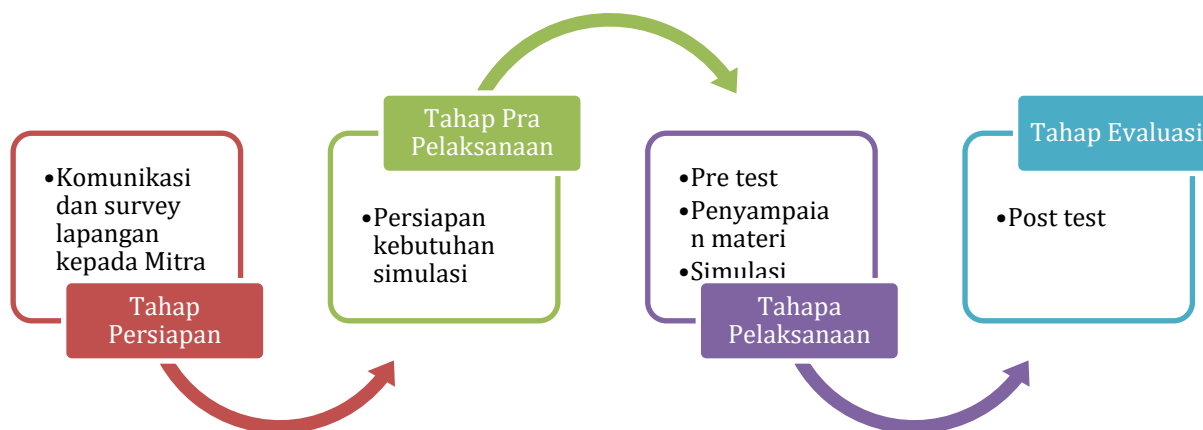 •Komunikasi
dan survey
lapangan
kepada Mitra
Tahap
Persiapan
Tahap Pra
Pelaksanaan
•Persiapan
kebutuhan
simulasi
•Pre test
•Penyampaia
n materi
•Simulasi
Tahapa
Pelaksanaan
Tahap Evaluasi
•Post test